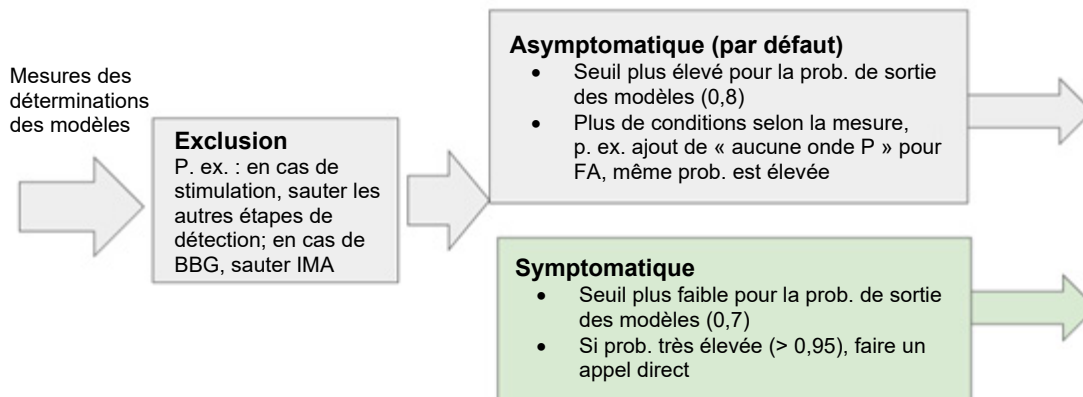 Mesures des
déterminations
des modèles
Exclusion
P. ex. : en cas de
stimulation, sauter les
autres étapes de
détection; en cas de
BBG, sauter IMA
Asymptomatique (par défaut)
• Seuil plus élevé pour la prob. de sortie
des modèles (0,8)
• Plus de conditions selon la mesure,
p. ex. ajout de « aucune onde P » pour
FA, même prob. est élevée
Symptomatique
• Seuil plus faible pour la prob. de sortie
des modèles (0,7)
• Si prob. très élevée (> 0,95), faire un
appel direct